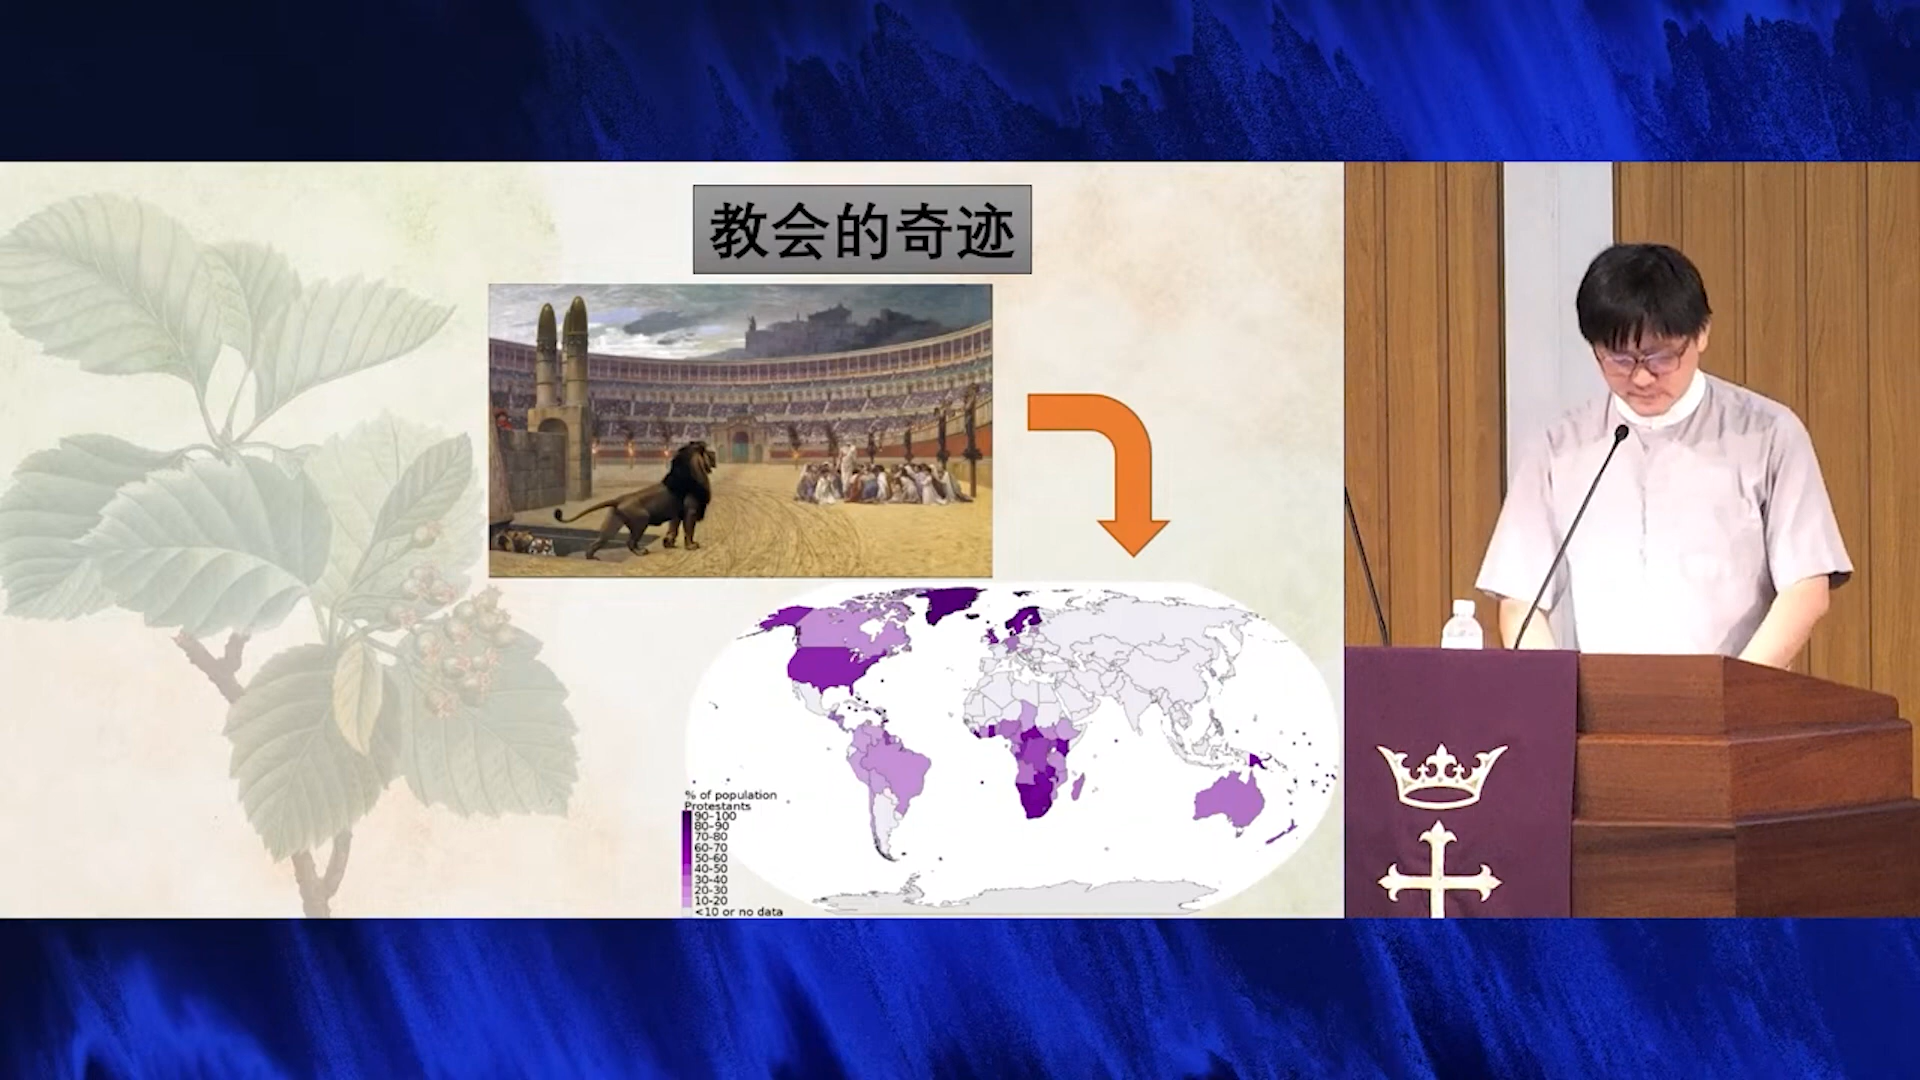 教会的奇迹
% of population
Protestants
90-100
80-90
70-80
60-70
50-60
40-50
30-40
20-30
10-20
<10 or no data